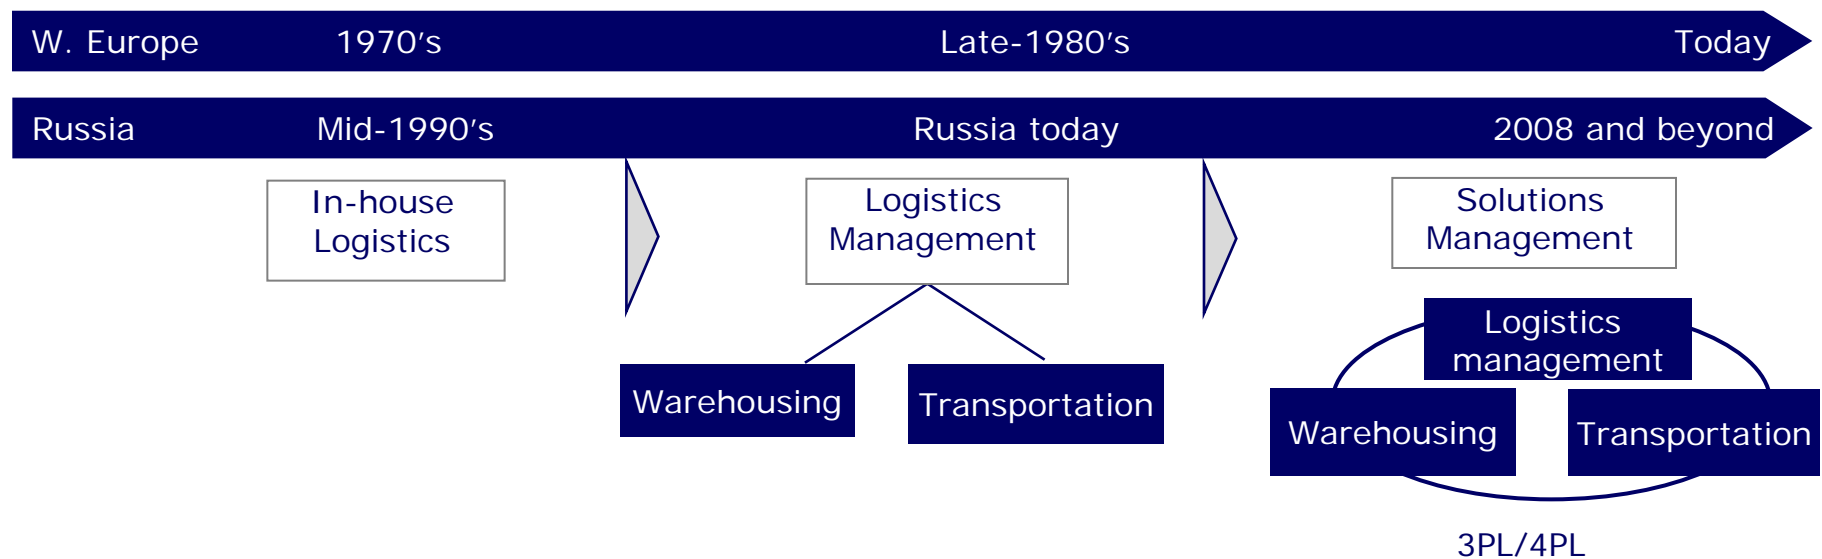 W. Europe 1970's Late-1980's Today
Russia Mid-1990's Russia today 2008 and beyond
In-house
Logistics
Logistics
Management
Solutions
Management
Warehousing
Transportation
Logistics
management
Warehousing
Transportation
3PL/4PL